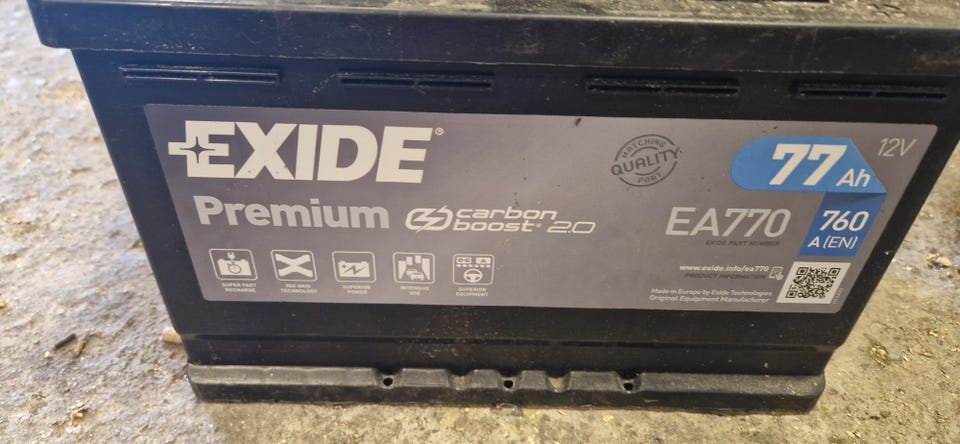 EXIDE®
Premium carbon boost® 2.0
MATCHING
QUALITY
PART
77 Ah
12V
EA770
EXIDE PART NUMBER
760
A (EN)
www.exide.info/ea770
PRODUCT INFORMATION
Made in Europe by Exide Technologies
Original Equipment Manufacturer
SUPER FAST
RECHARGE
3DX GRID
TECHNOLOGY
SUPERIOR
POWER
INTENSIVE
USE
SUPERIOR
EQUIPMENT